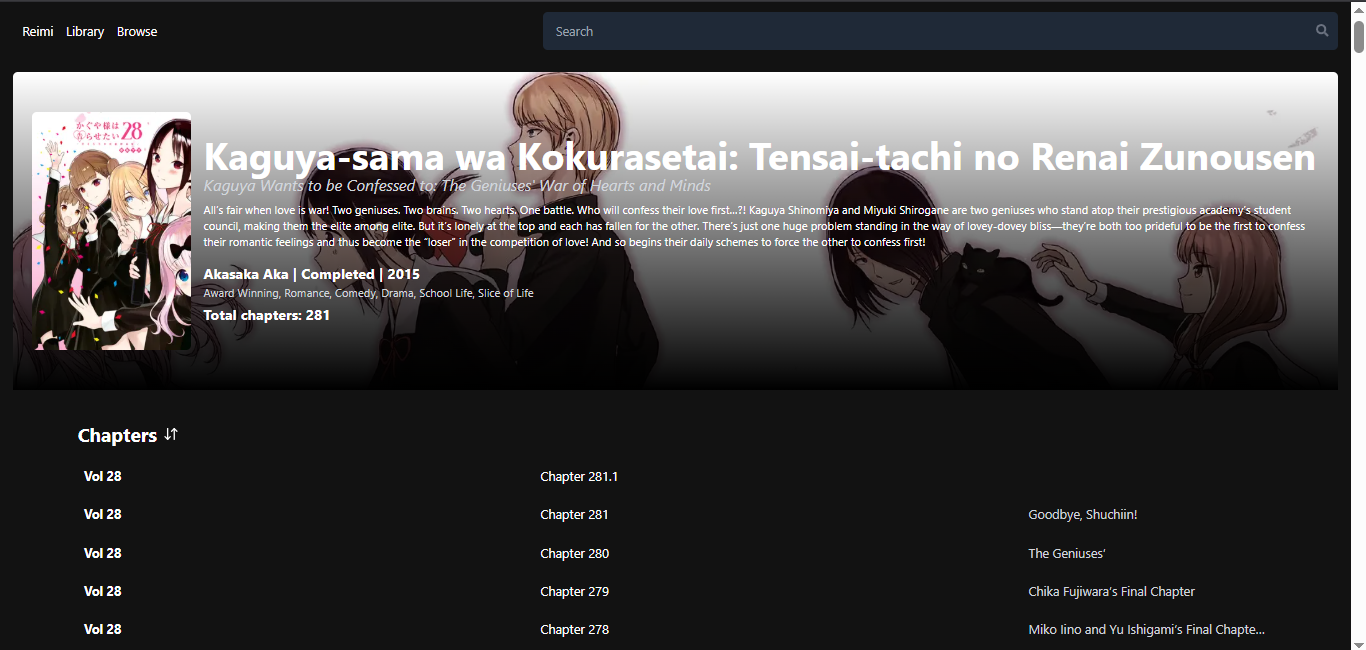 Reimi Library Browse
Search
かぐや様は
告らせたい 28
Kaguya-sama wa Kokurasetai: Tensai-tachi no Renai Zunousen
Kaguya Wants to be Confessed to: The Geniuses' War of Hearts and Minds
All's fair when love is war! Two geniuses. Two brains. Two hearts. One battle. Who will confess their love first...?! Kaguya Shinomiya and Miyuki Shirogane are two geniuses who stand atop their prestigious academy's student
council, making them the elite among elite. But it's lonely at the top and each has fallen for the other. There's just one huge problem standing in the way of lovey-dovey bliss—they're both too prideful to be the first to confess
their romantic feelings and thus become the "loser" in the competition of love! And so begins their daily schemes to force the other to confess first!
Akasaka Aka | Completed | 2015
Award Winning, Romance, Comedy, Drama, School Life, Slice of Life
Total chapters: 281
Chapters
Vol 28 Chapter 281.1
Vol 28 Chapter 281 Goodbye, Shuchiin!
Vol 28 Chapter 280 The Geniuses'
Vol 28 Chapter 279 Chika Fujiwara's Final Chapter
Vol 28 Chapter 278 Miko Iino and Yu Ishigami's Final Chapte...